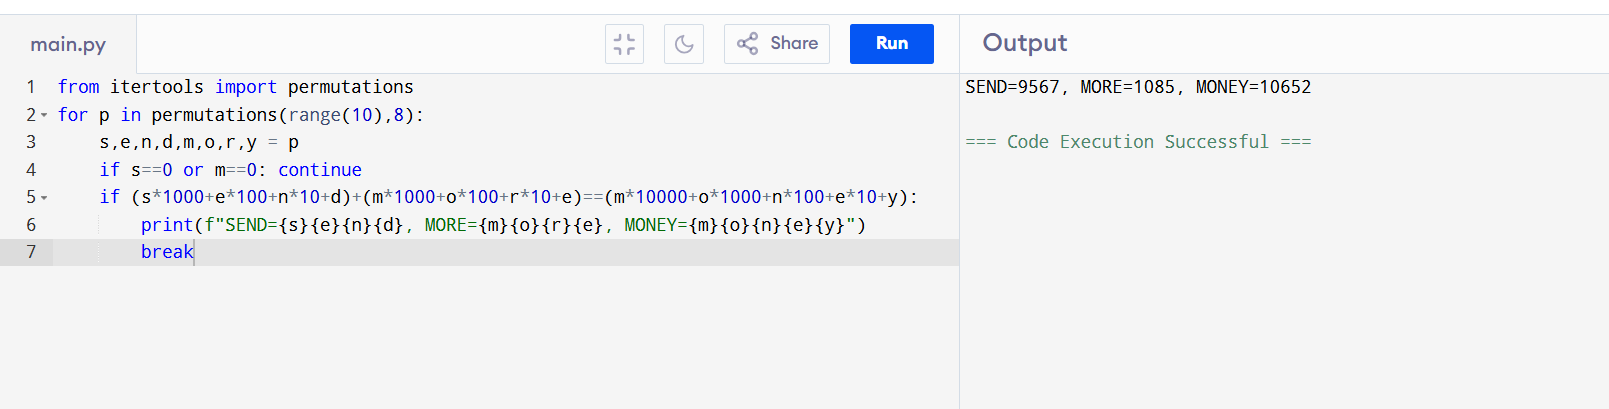 main.py
Share
Run
Output
1 from itertools import permutations
2 for p in permutations(range(10),8):
3     s,e,n,d,m,o,r,y = p
4     if s==0 or m==0: continue
5     if (s*1000+e*100+n*10+d)+(m*1000+o*100+r*10+e)==(m*10000+o*1000+n*100+e*10+y):
6         print(f"SEND={s}{e}{n}{d}, MORE={m}{o}{r}{e}, MONEY={m}{o}{n}{e}{y}")
7         break
SEND=9567, MORE=1085, MONEY=10652
=== Code Execution Successful ===